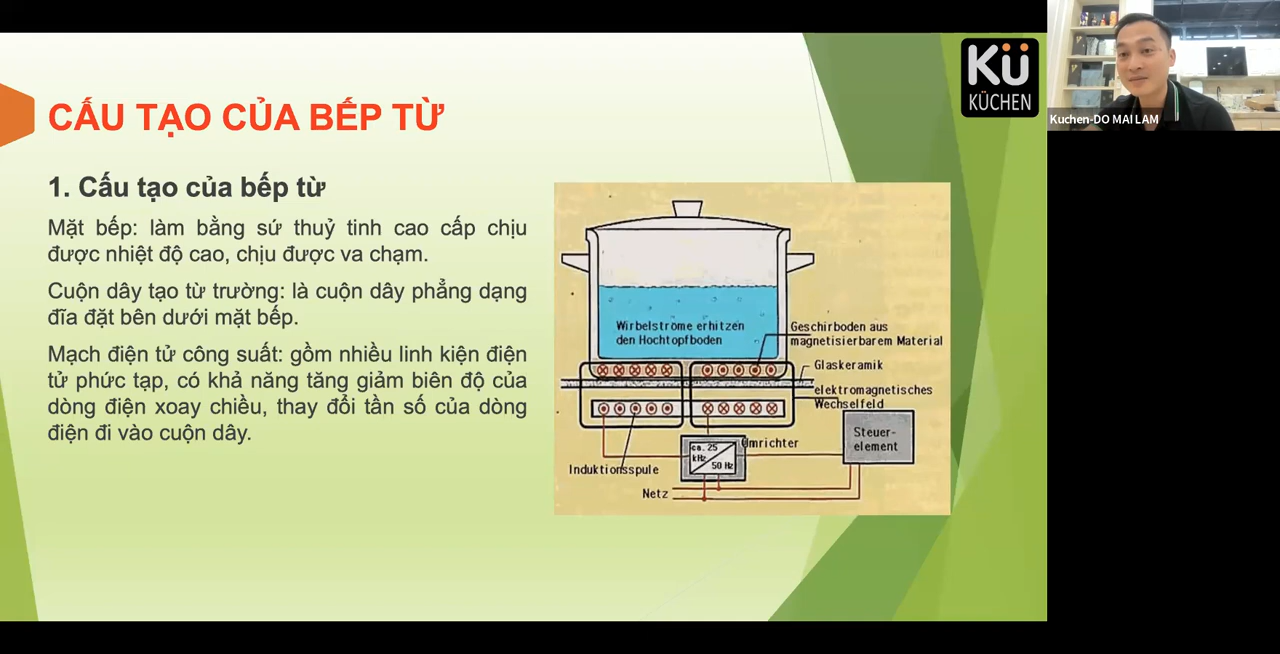 KÜ
KÜCHEN
Kuchen-DO MAI LAM
CẤU TẠO CỦA BẾP TỪ
1. Cấu tạo của bếp từ
Mặt bếp: làm bằng sứ thuỷ tinh cao cấp chịu
được nhiệt độ cao, chịu được va chạm.
Cuộn dây tạo từ trường: là cuộn dây phẳng dạng
đĩa đặt bên dưới mặt bếp.
Mạch điện tử công suất: gồm nhiều linh kiện điện
tử phức tạp, có khả năng tăng giảm biên độ của
dòng điện xoay chiều, thay đổi tần số của dòng
điện đi vào cuộn dây.
Wirbelströme erhitzen
den Hochtopfboden
Geschirboden aus
magnetisierbarem Material
Glaskeramik
elektromagnetisches
Wechselfeld
Steuer-
element
Umrichter
ca. 25
kHz
50 Hz
Induktionsspule
Netz